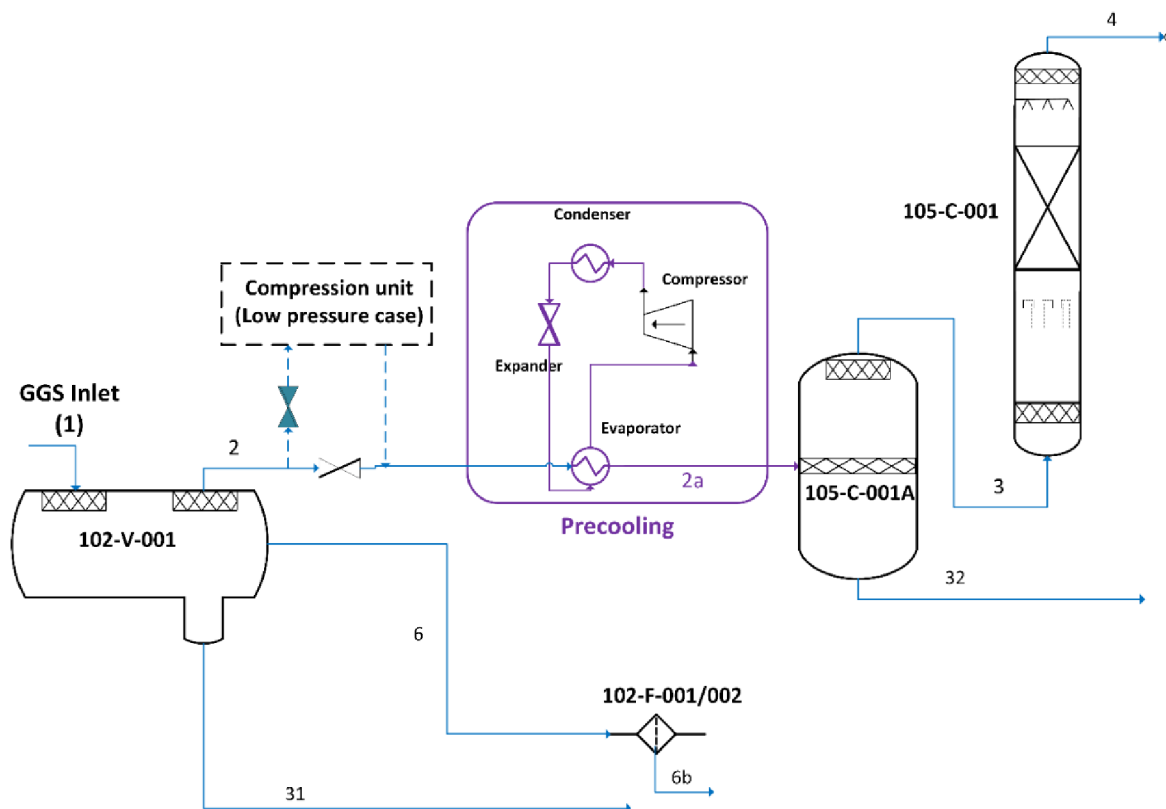 4
105-C-001
Condenser
Compressor
Compression unit
(Low pressure case)
Expander
GGS Inlet
(1)
2
Evaporator
2a
105-C-001A
3
Precooling
102-V-001
32
6
102-F-001/002
6b
31